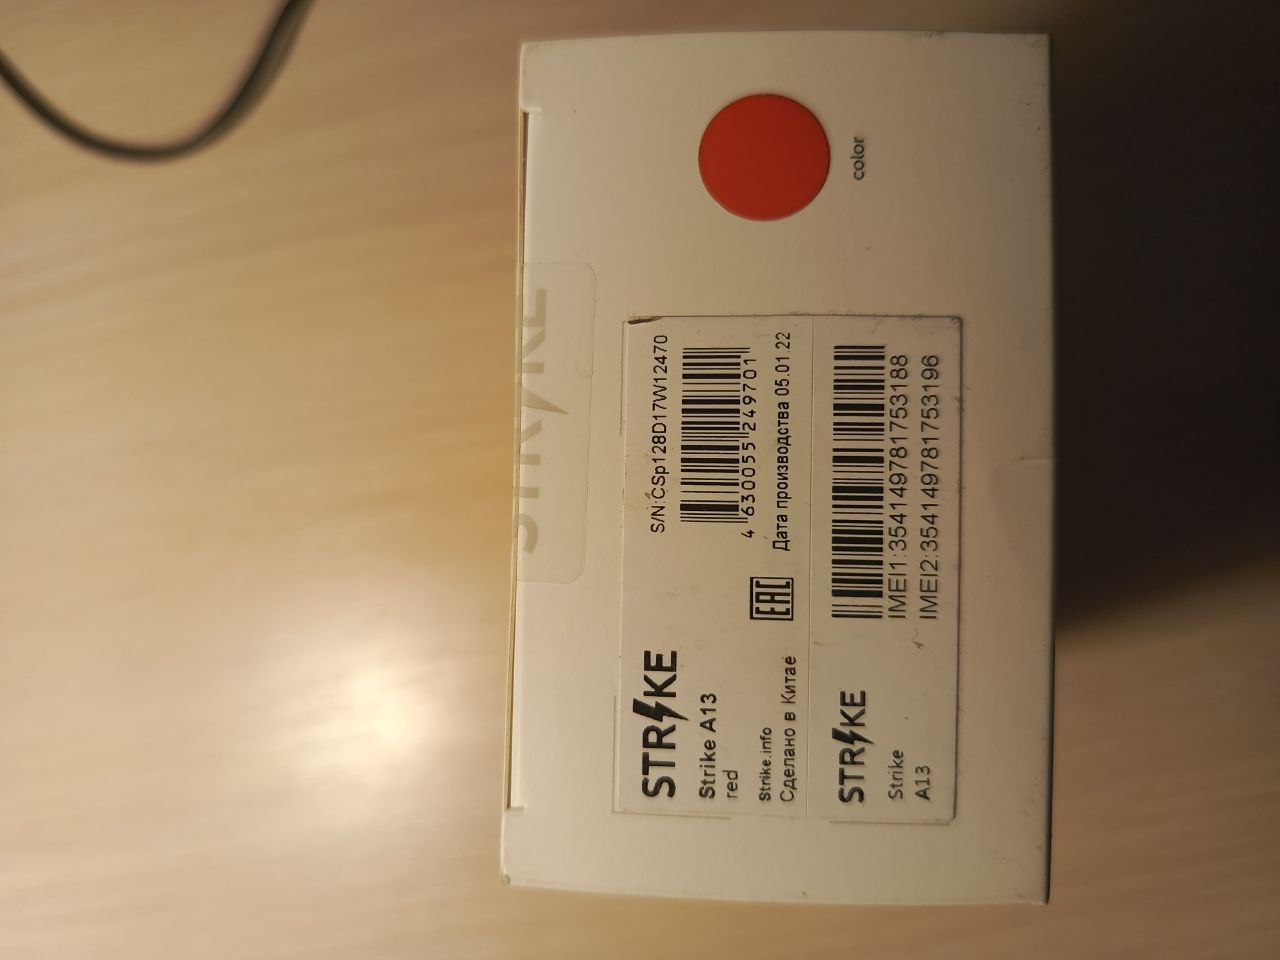 STRIKE
color
STRIKE
Strike A13
red
Strike.info
Сделано в Китае
EAC
S/N:CSp128D17W12470
4 630055 249701
Дата производства 05.01.22
STRIKE
Strike
A13
IMEI1:354149781753188
IMEI2:354149781753196